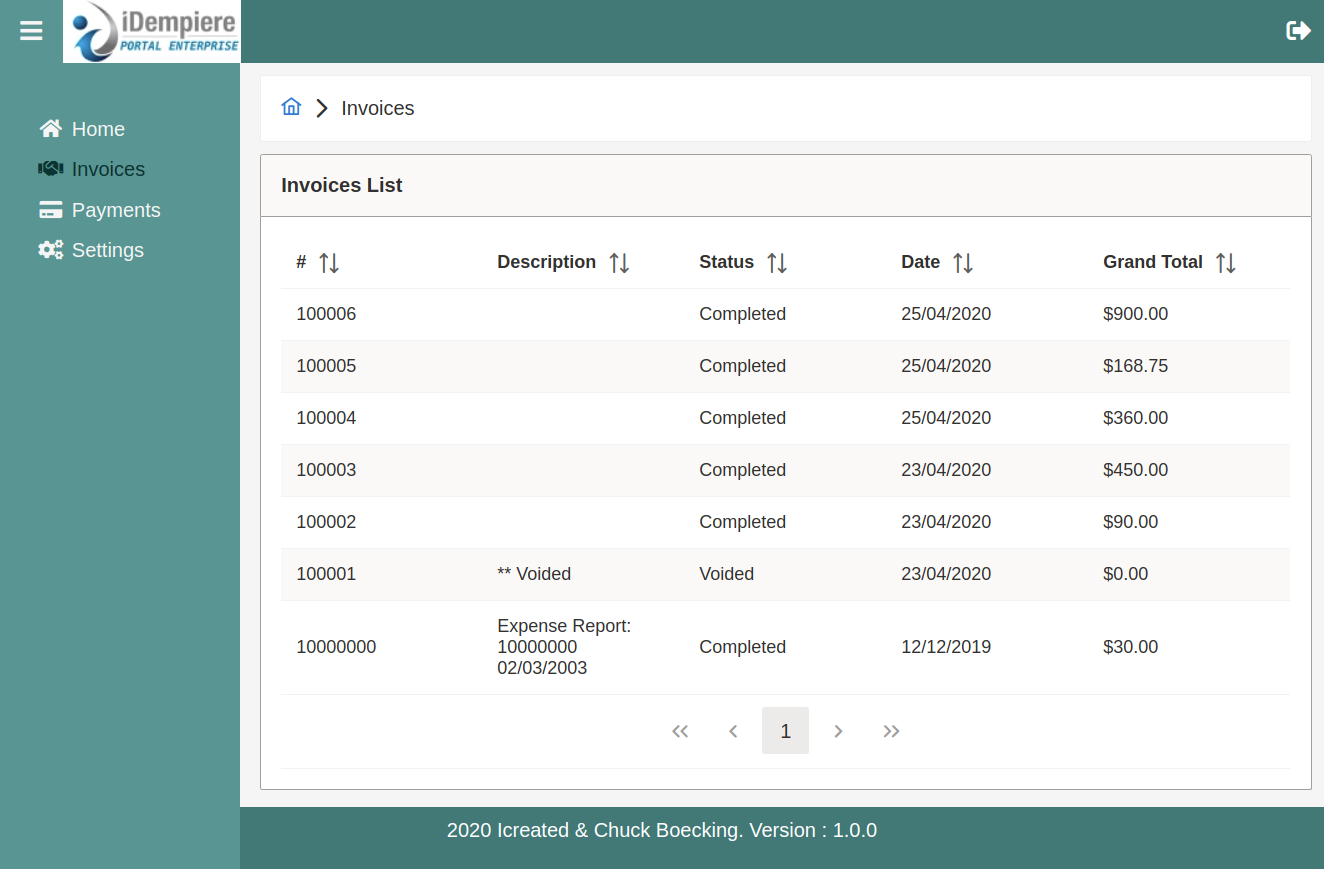 iDempiere
PORTAL ENTERPRISE
Home
Invoices
Payments
Settings
Invoices
Invoices List
# Description Status Date Grand Total
100006 Completed 25/04/2020 $900.00
100005 Completed 25/04/2020 $168.75
100004 Completed 25/04/2020 $360.00
100003 Completed 23/04/2020 $450.00
100002 Completed 23/04/2020 $90.00
100001 ** Voided Voided 23/04/2020 $0.00
Expense Report:
10000000 10000000 Completed 12/12/2019 $30.00
02/03/2003
1
2020 Icreated & Chuck Boecking. Version : 1.0.0